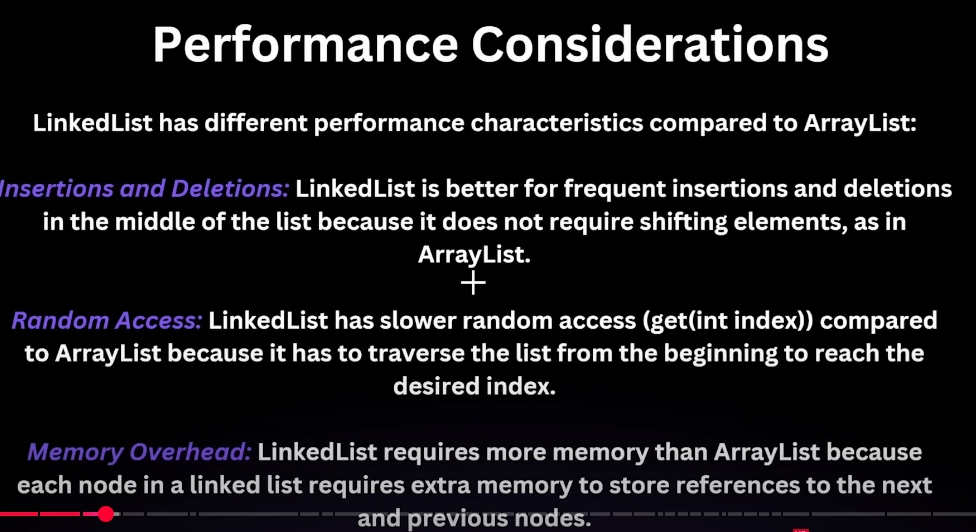 Performance Considerations
LinkedList has different performance characteristics compared to ArrayList:
Insertions and Deletions: LinkedList is better for frequent insertions and deletions
in the middle of the list because it does not require shifting elements, as in
ArrayList.
Random Access: LinkedList has slower random access (get(int index)) compared
to ArrayList because it has to traverse the list from the beginning to reach the
desired index.
Memory Overhead: LinkedList requires more memory than ArrayList because
each node in a linked list requires extra memory to store references to the next
and previous nodes.